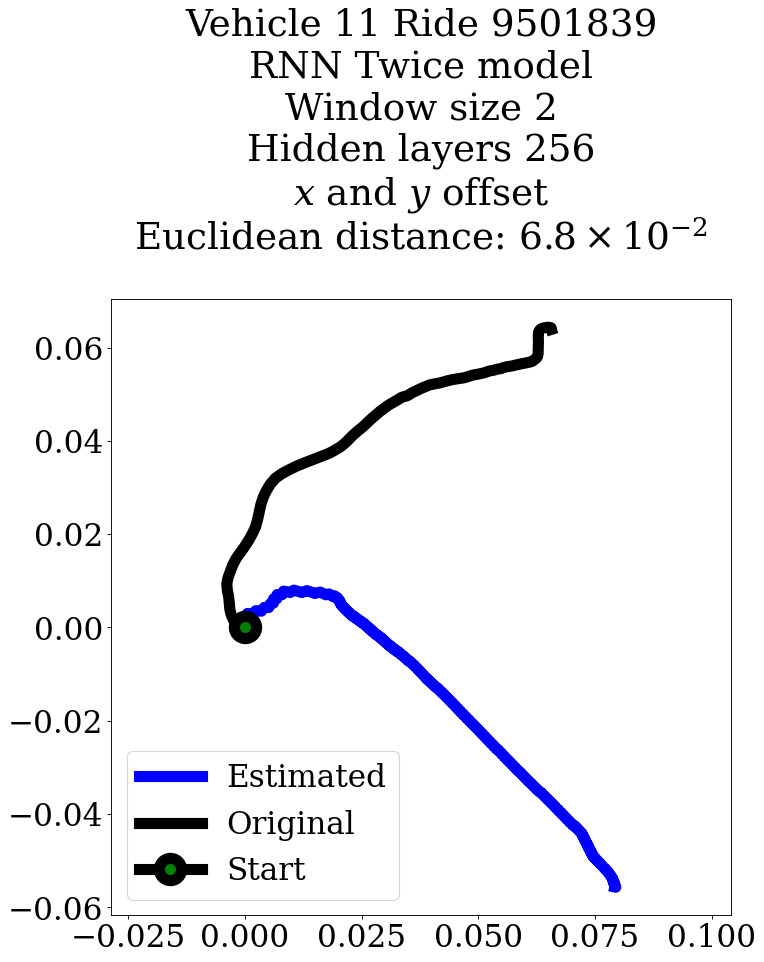 Vehicle 11 Ride 9501839
RNN Twice model
Window size 2
Hidden layers 256
x and y offset
Euclidean distance: 6.8 × 10⁻²
0.06
0.04
0.02
0.00
−0.02
−0.04
−0.06
Estimated
Original
Start
−0.025 0.000 0.025 0.050 0.075 0.100